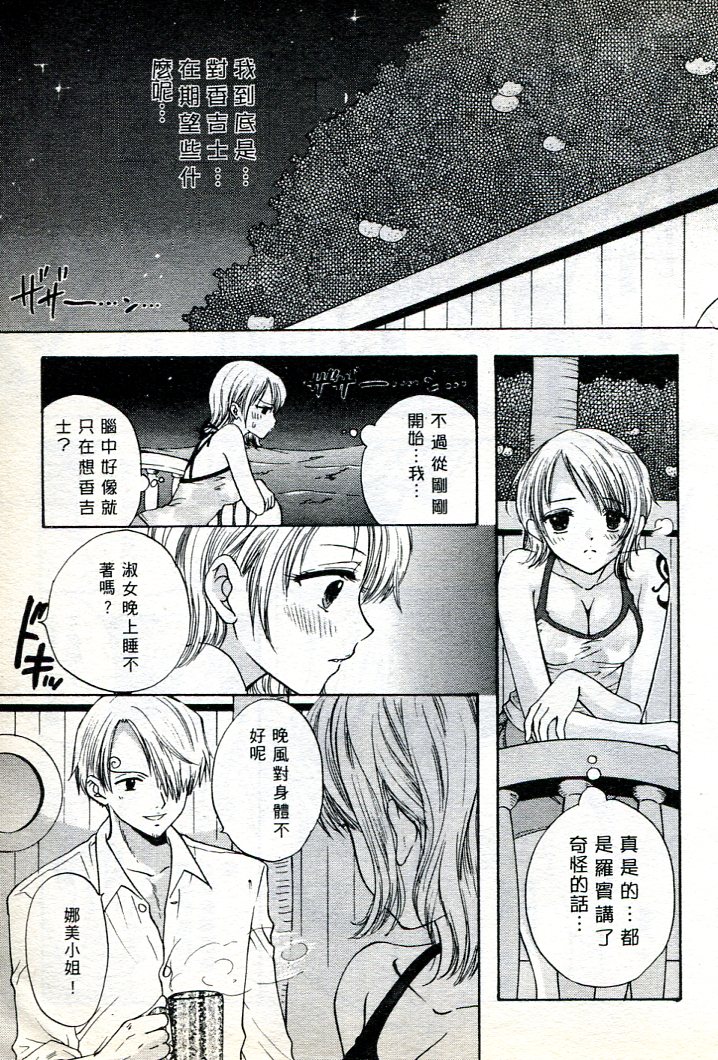 我到底是…
對香吉士…
在期望些什
麼呢…
ザザーー…ン…
真是的…都
是羅賓講了
奇怪的話…
不過從剛剛
開始…我…
腦中好像就
只在想香吉
士？
淑女晚上睡不
著嗎？
ドキッ
晚風對身體不
好呢
娜美小姐！